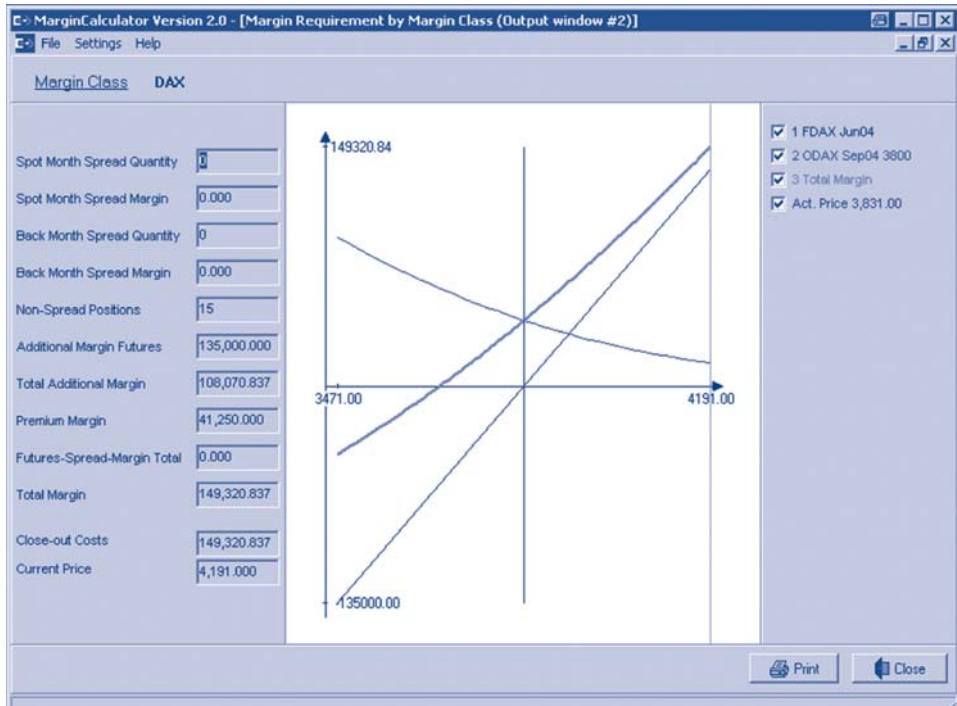 MarginCalculator Version 2.0 - [Margin Requirement by Margin Class (Output window #2)]
File Settings Help
Margin Class DAX
Spot Month Spread Quantity 0
Spot Month Spread Margin 0.000
Back Month Spread Quantity 0
Back Month Spread Margin 0.000
Non-Spread Positions 15
Additional Margin Futures 135,000.000
Total Additional Margin 108,070.837
Premium Margin 41,250.000
Futures-Spread-Margin Total 0.000
Total Margin 149,320.837
Close-out Costs 149,320.837
Current Price 4,191.000
149320.84
3471.00
4191.00
-135000.00
1 FDAX Jun04
2 ODAX Sep04 3800
3 Total Margin
Act. Price 3,831.00
Print
Close